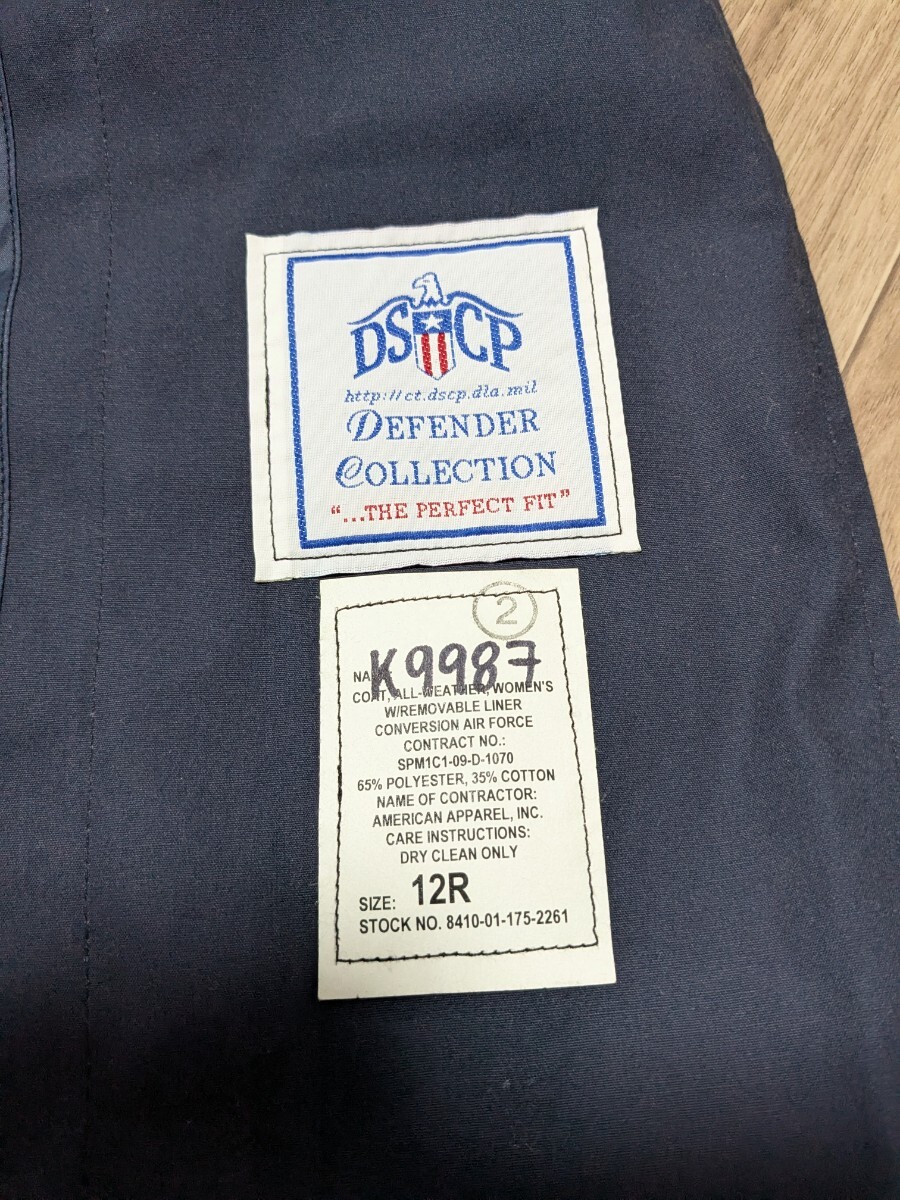 DSCP
http://ct.dscp.dla.mil
DEFENDER
COLLECTION
"...THE PERFECT FIT"
2
K9987
COAT, ALL-WEATHER, WOMEN'S
W/REMOVABLE LINER
CONVERSION AIR FORCE
CONTRACT NO.:
SPM1C1-09-D-1070
65% POLYESTER, 35% COTTON
NAME OF CONTRACTOR:
AMERICAN APPAREL, INC.
CARE INSTRUCTIONS:
DRY CLEAN ONLY
SIZE: 12R
STOCK NO. 8410-01-175-2261